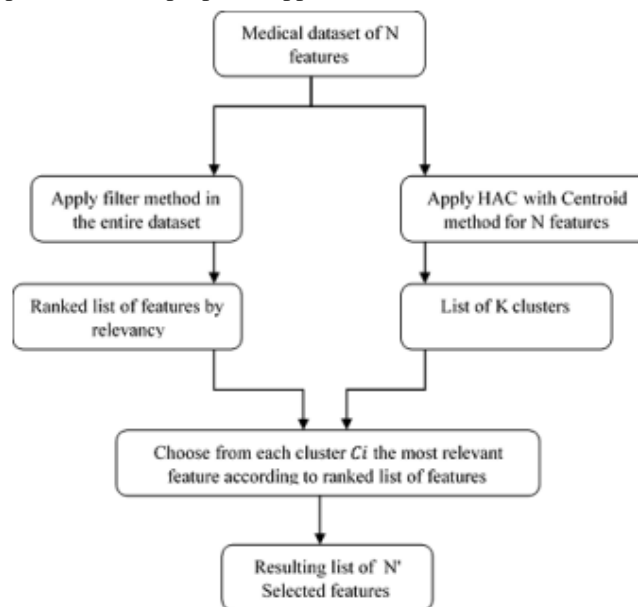 Medical dataset of N
features
Apply filter method in
the entire dataset
Apply HAC with Centroid
method for N features
Ranked list of features by
relevancy
List of K clusters
Choose from each cluster Ci the most relevant
feature according to ranked list of features
Resulting list of N'
Selected features